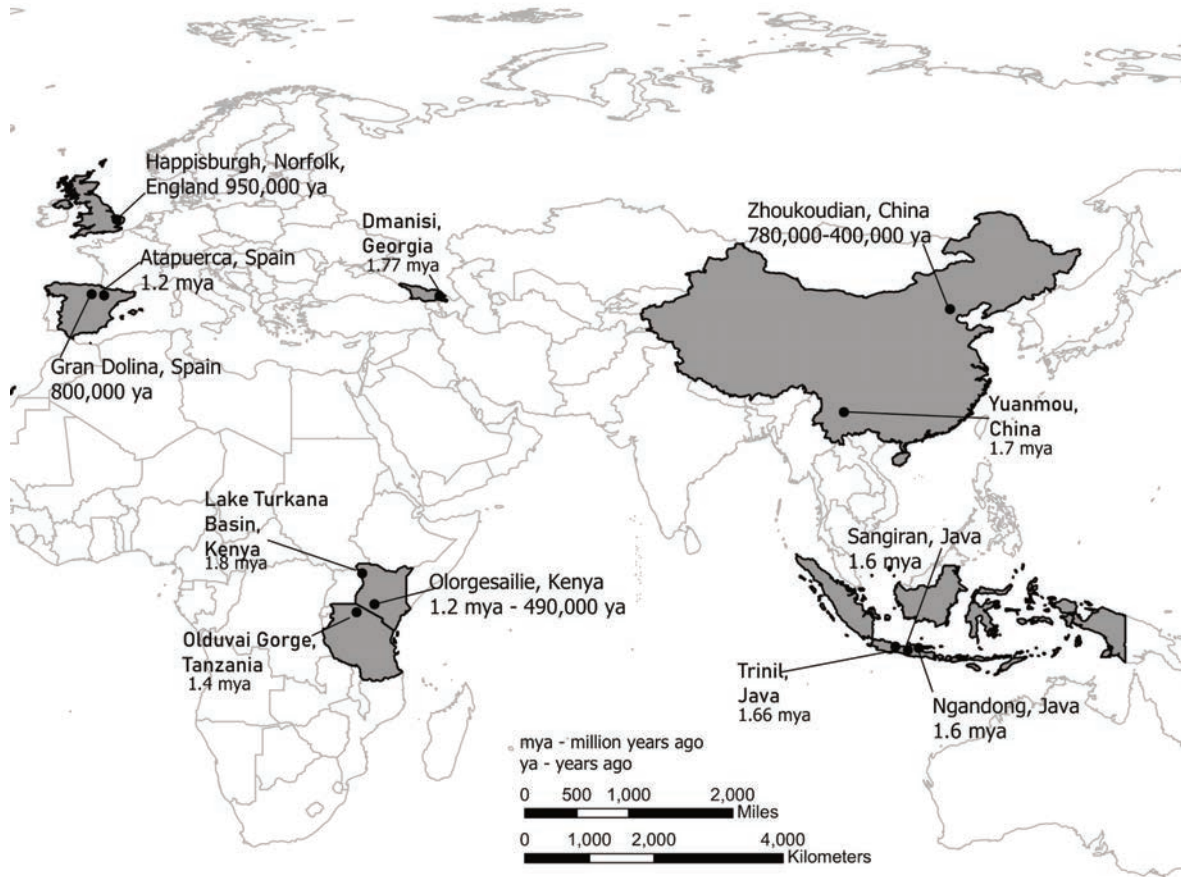 Happisburgh, Norfolk,
England 950,000 ya
Atapuerca, Spain
1.2 mya
Gran Dolina, Spain
800,000 ya
Dmanisi,
Georgia
1.77 mya
Zhoukoudian, China
780,000-400,000 ya
Yuanmou,
China
1.7 mya
Lake Turkana
Basin,
Kenya
1.8 mya
Olorgesailie, Kenya
1.2 mya - 490,000 ya
Olduvai Gorge,
Tanzania
1.4 mya
Sangiran, Java
1.6 mya
Trinil,
Java
1.66 mya
Ngandong, Java
1.6 mya
mya - million years ago
ya - years ago
0 500 1,000 2,000
Miles
0 1,000 2,000 4,000
Kilometers